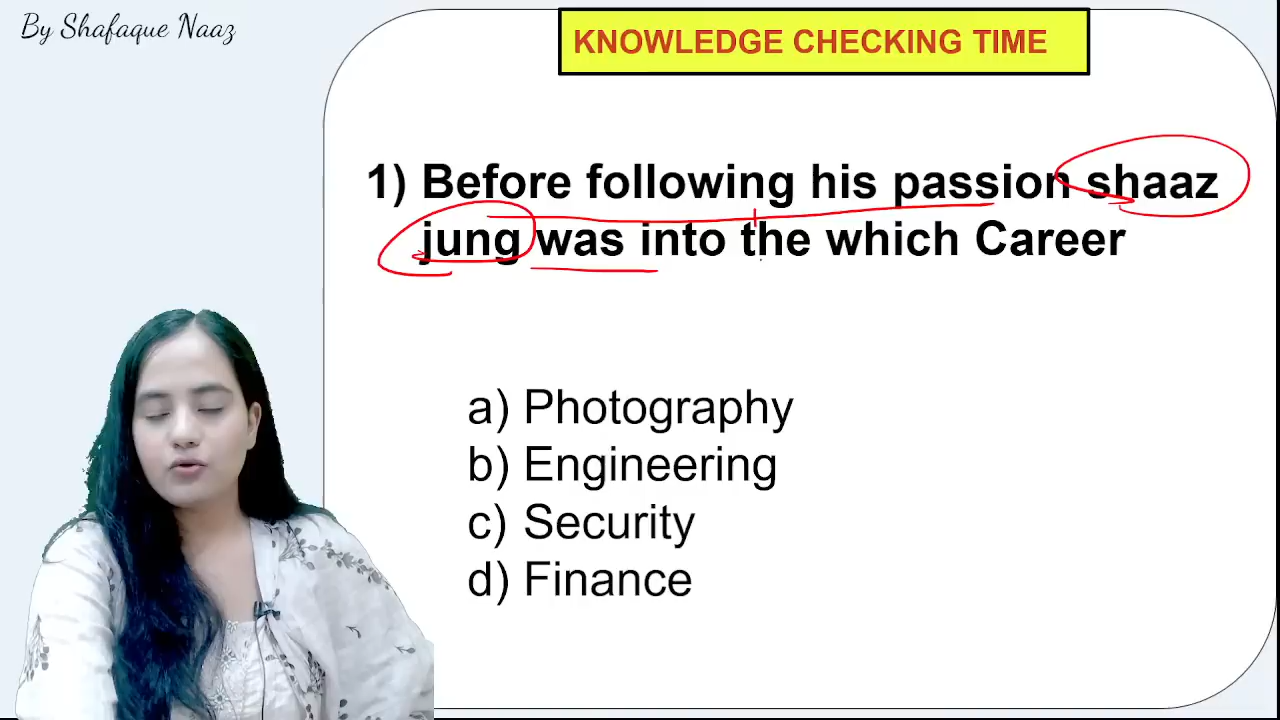 By Shafaque Naaz
KNOWLEDGE CHECKING TIME
1) Before following his passion shaaz
jung was into the which Career
a) Photography
b) Engineering
c) Security
d) Finance